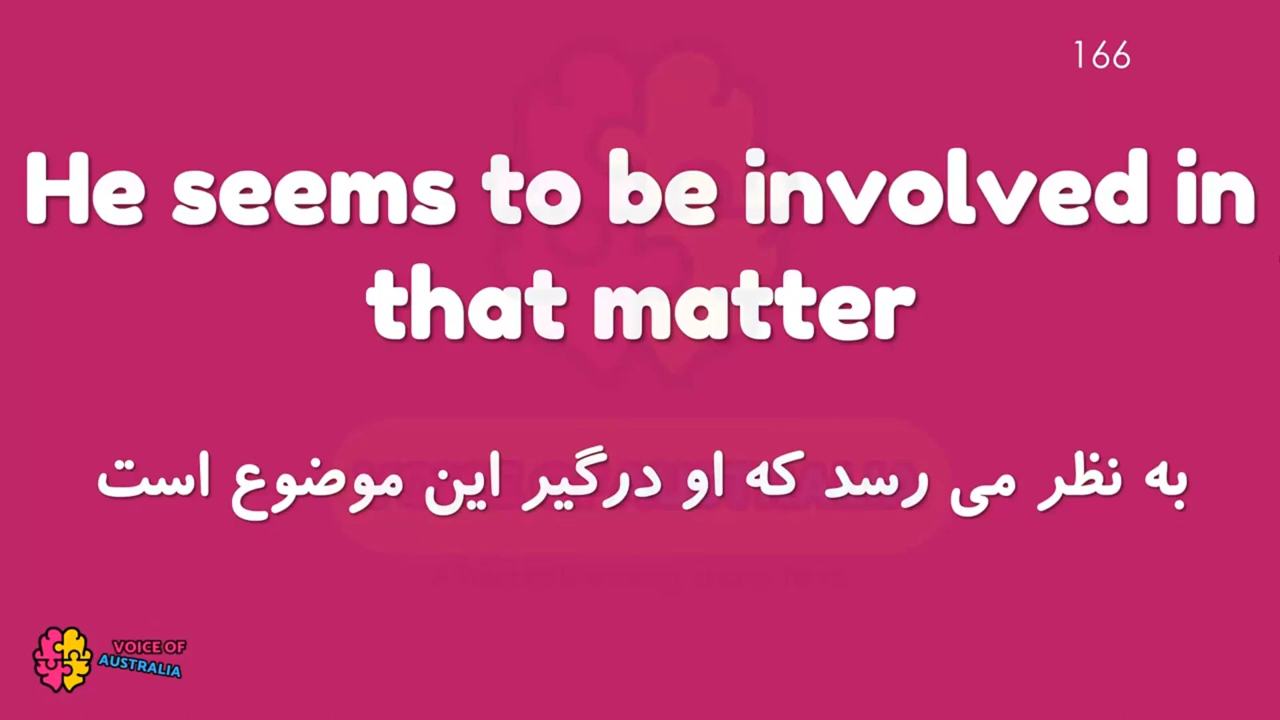 166
He seems to be involved in
that matter
به نظر می رسد که او درگیر این موضوع است
VOICE OF
AUSTRALIA